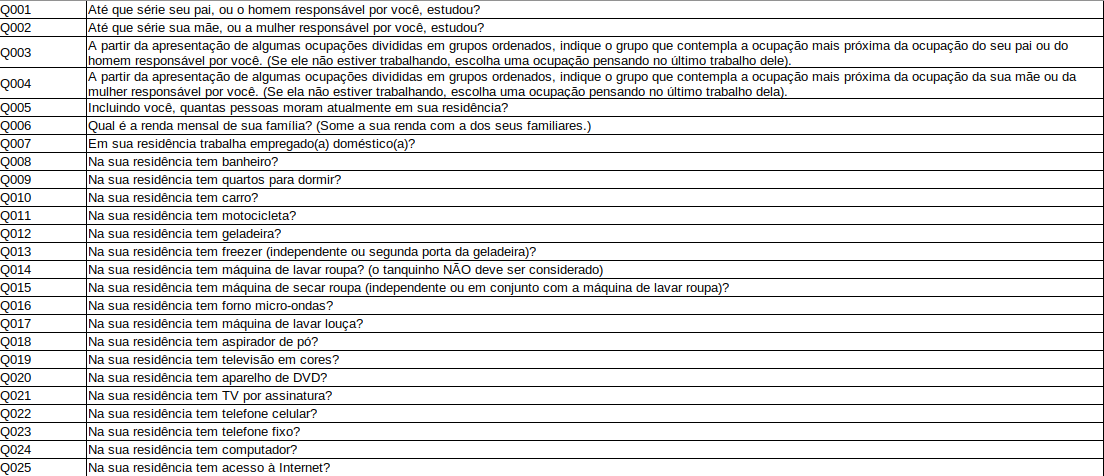 Q001 Até que série seu pai, ou o homem responsável por você, estudou?
Q002 Até que série sua mãe, ou a mulher responsável por você, estudou?
Q003 A partir da apresentação de algumas ocupações divididas em grupos ordenados, indique o grupo que contempla a ocupação mais próxima da ocupação do seu pai ou do
homem responsável por você. (Se ele não estiver trabalhando, escolha uma ocupação pensando no último trabalho dele).
Q004 A partir da apresentação de algumas ocupações divididas em grupos ordenados, indique o grupo que contempla a ocupação mais próxima da ocupação da sua mãe ou da
mulher responsável por você. (Se ela não estiver trabalhando, escolha uma ocupação pensando no último trabalho dela).
Q005 Incluindo você, quantas pessoas moram atualmente em sua residência?
Q006 Qual é a renda mensal de sua família? (Some a sua renda com a dos seus familiares.)
Q007 Em sua residência trabalha empregado(a) doméstico(a)?
Q008 Na sua residência tem banheiro?
Q009 Na sua residência tem quartos para dormir?
Q010 Na sua residência tem carro?
Q011 Na sua residência tem motocicleta?
Q012 Na sua residência tem geladeira?
Q013 Na sua residência tem freezer (independente ou segunda porta da geladeira)?
Q014 Na sua residência tem máquina de lavar roupa? (o tanquinho NÃO deve ser considerado)
Q015 Na sua residência tem máquina de secar roupa (independente ou em conjunto com a máquina de lavar roupa)?
Q016 Na sua residência tem forno micro-ondas?
Q017 Na sua residência tem máquina de lavar louça?
Q018 Na sua residência tem aspirador de pó?
Q019 Na sua residência tem televisão em cores?
Q020 Na sua residência tem aparelho de DVD?
Q021 Na sua residência tem TV por assinatura?
Q022 Na sua residência tem telefone celular?
Q023 Na sua residência tem telefone fixo?
Q024 Na sua residência tem computador?
Q025 Na sua residência tem acesso à Internet?